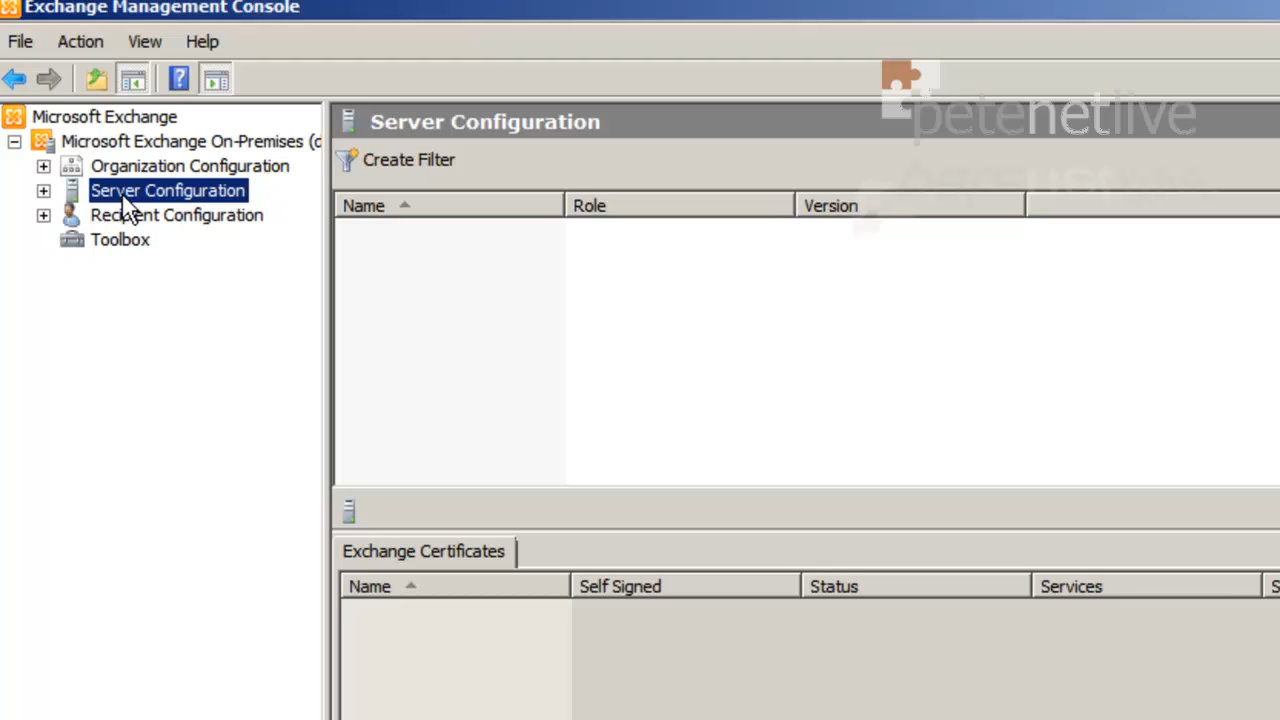 Exchange Management Console
File Action View Help
Microsoft Exchange
Microsoft Exchange On-Premises (c
Organization Configuration
Server Configuration
Recipient Configuration
Toolbox
Server Configuration
petenetlive
Create Filter
Name Role Version
Exchange Certificates
Name Self Signed Status Services S